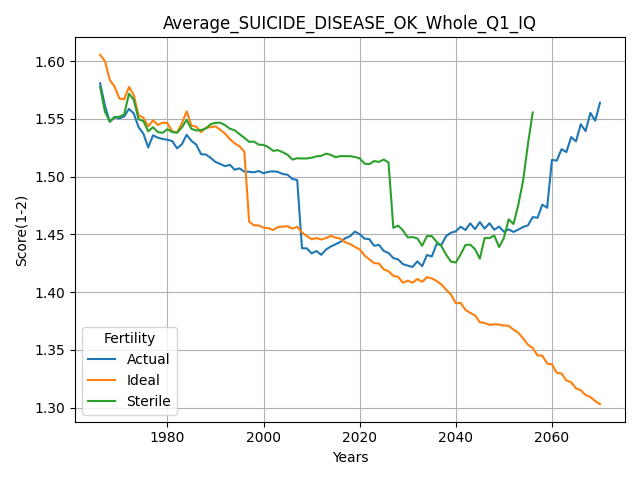 Average_SUICIDE_DISEASE_OK_Whole_Q1_IQ
1.60
1.55
1.50
1.45
1.40
1.35
1.30
Score(1-2)
Fertility
Actual
Ideal
Sterile
1980
2000
2020
2040
2060
Years